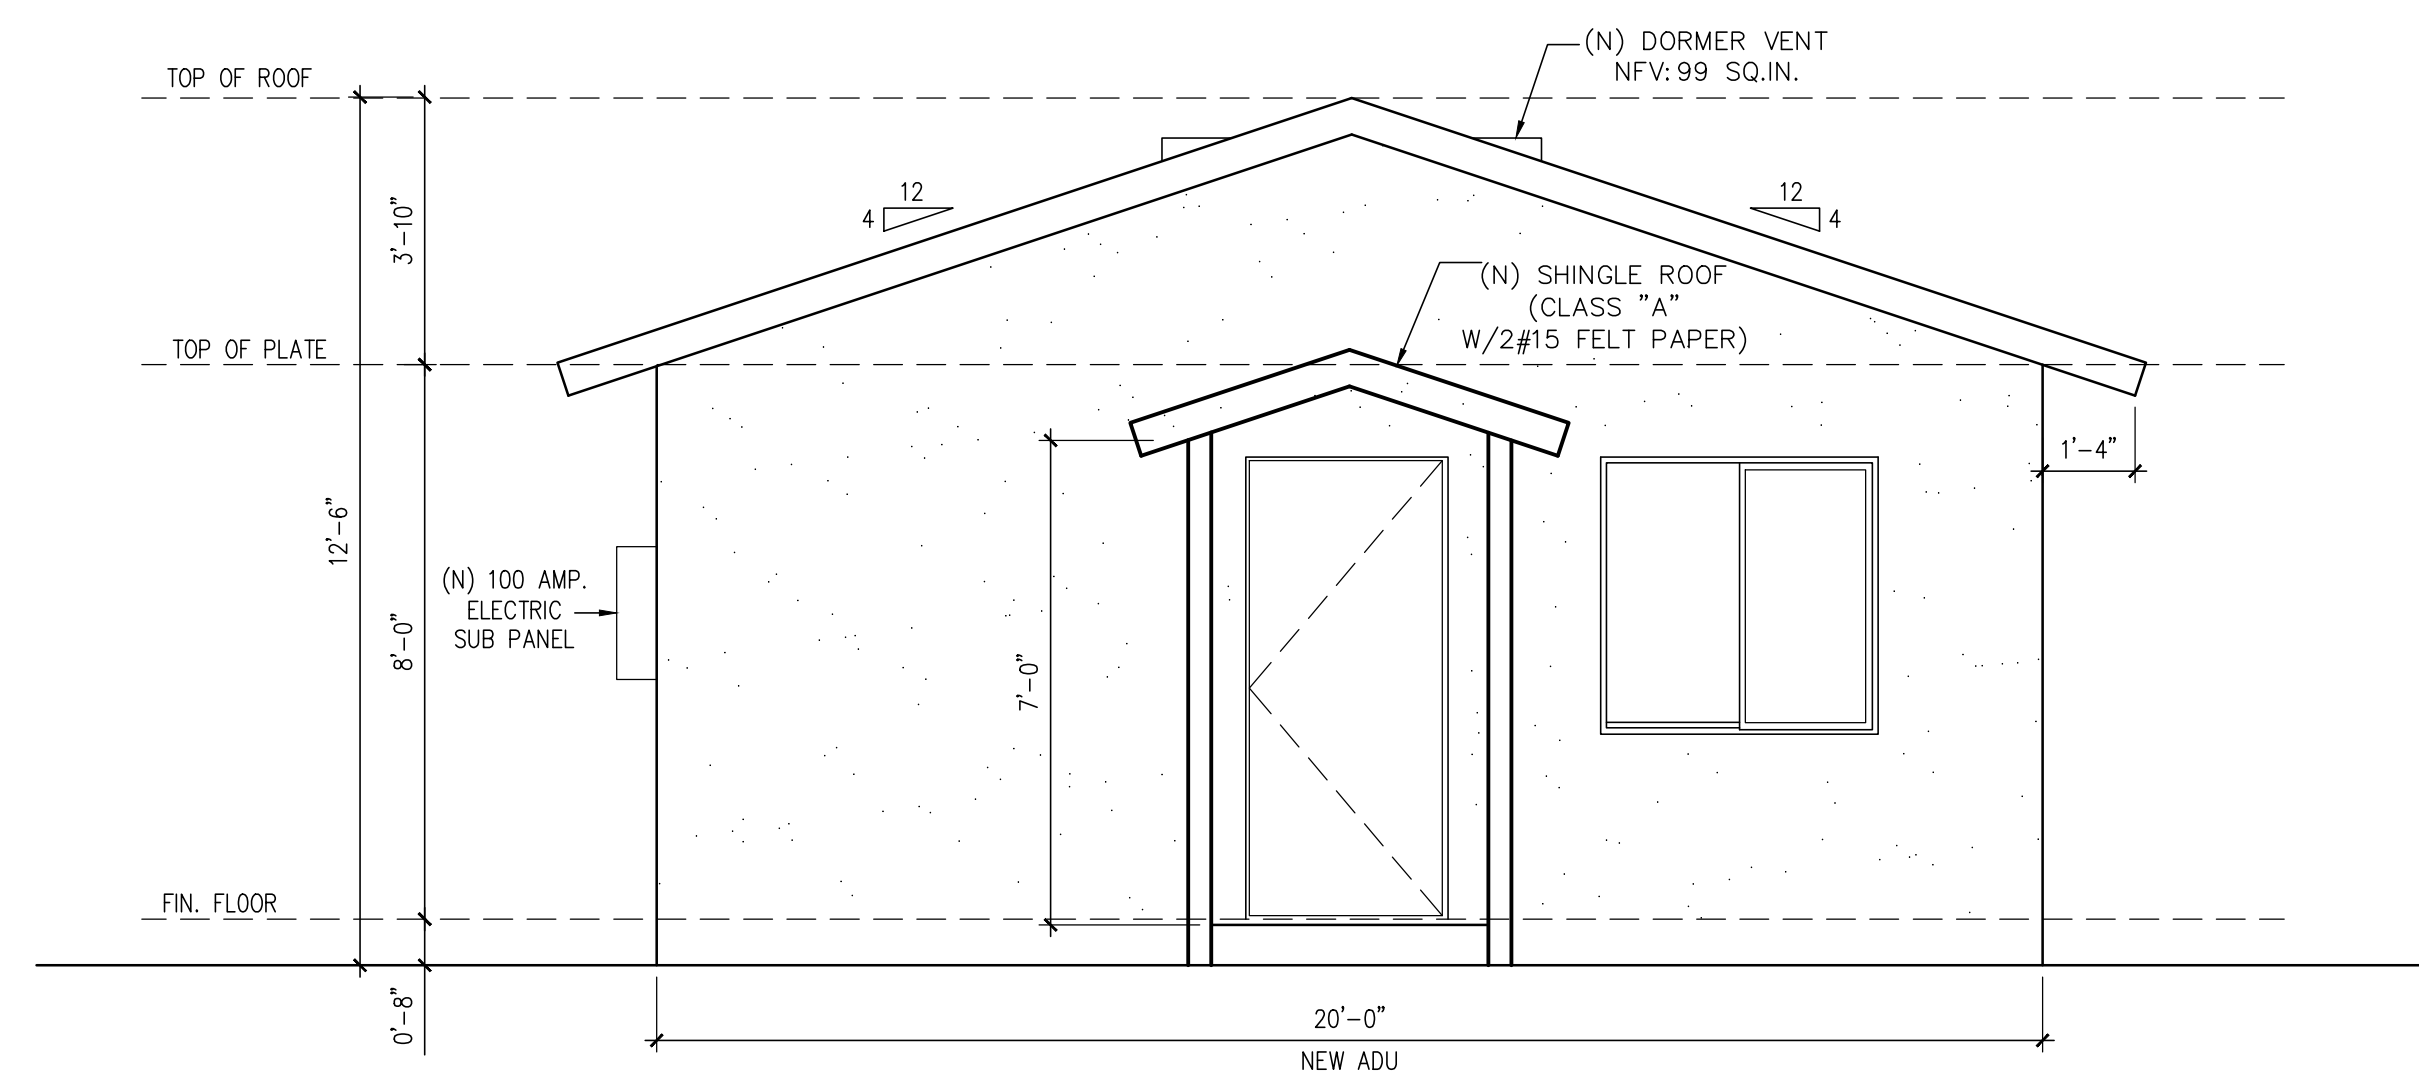 (N) DORMER VENT
NFV: 99 SQ.IN.
TOP OF ROOF
12
4
12
4
3'-10"
(N) SHINGLE ROOF
(CLASS "A"
W/2#15 FELT PAPER)
TOP OF PLATE
1'-4"
12'-6"
(N) 100 AMP.
ELECTRIC
SUB PANEL
8'-0"
7'-0"
FIN. FLOOR
0'-8"
20'-0"
NEW ADU